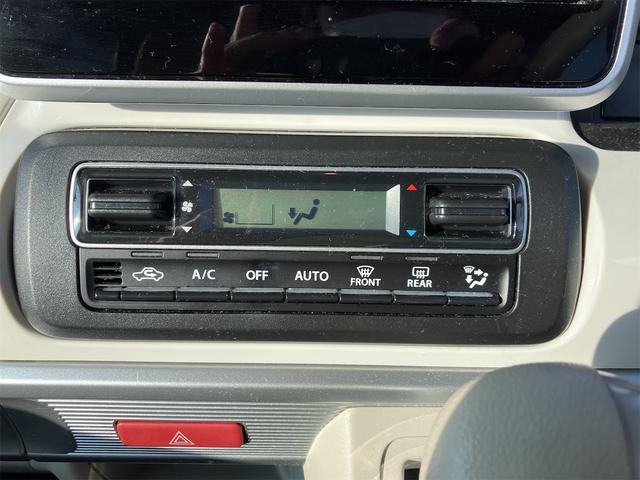 A/C OFF AUTO FRONT REAR